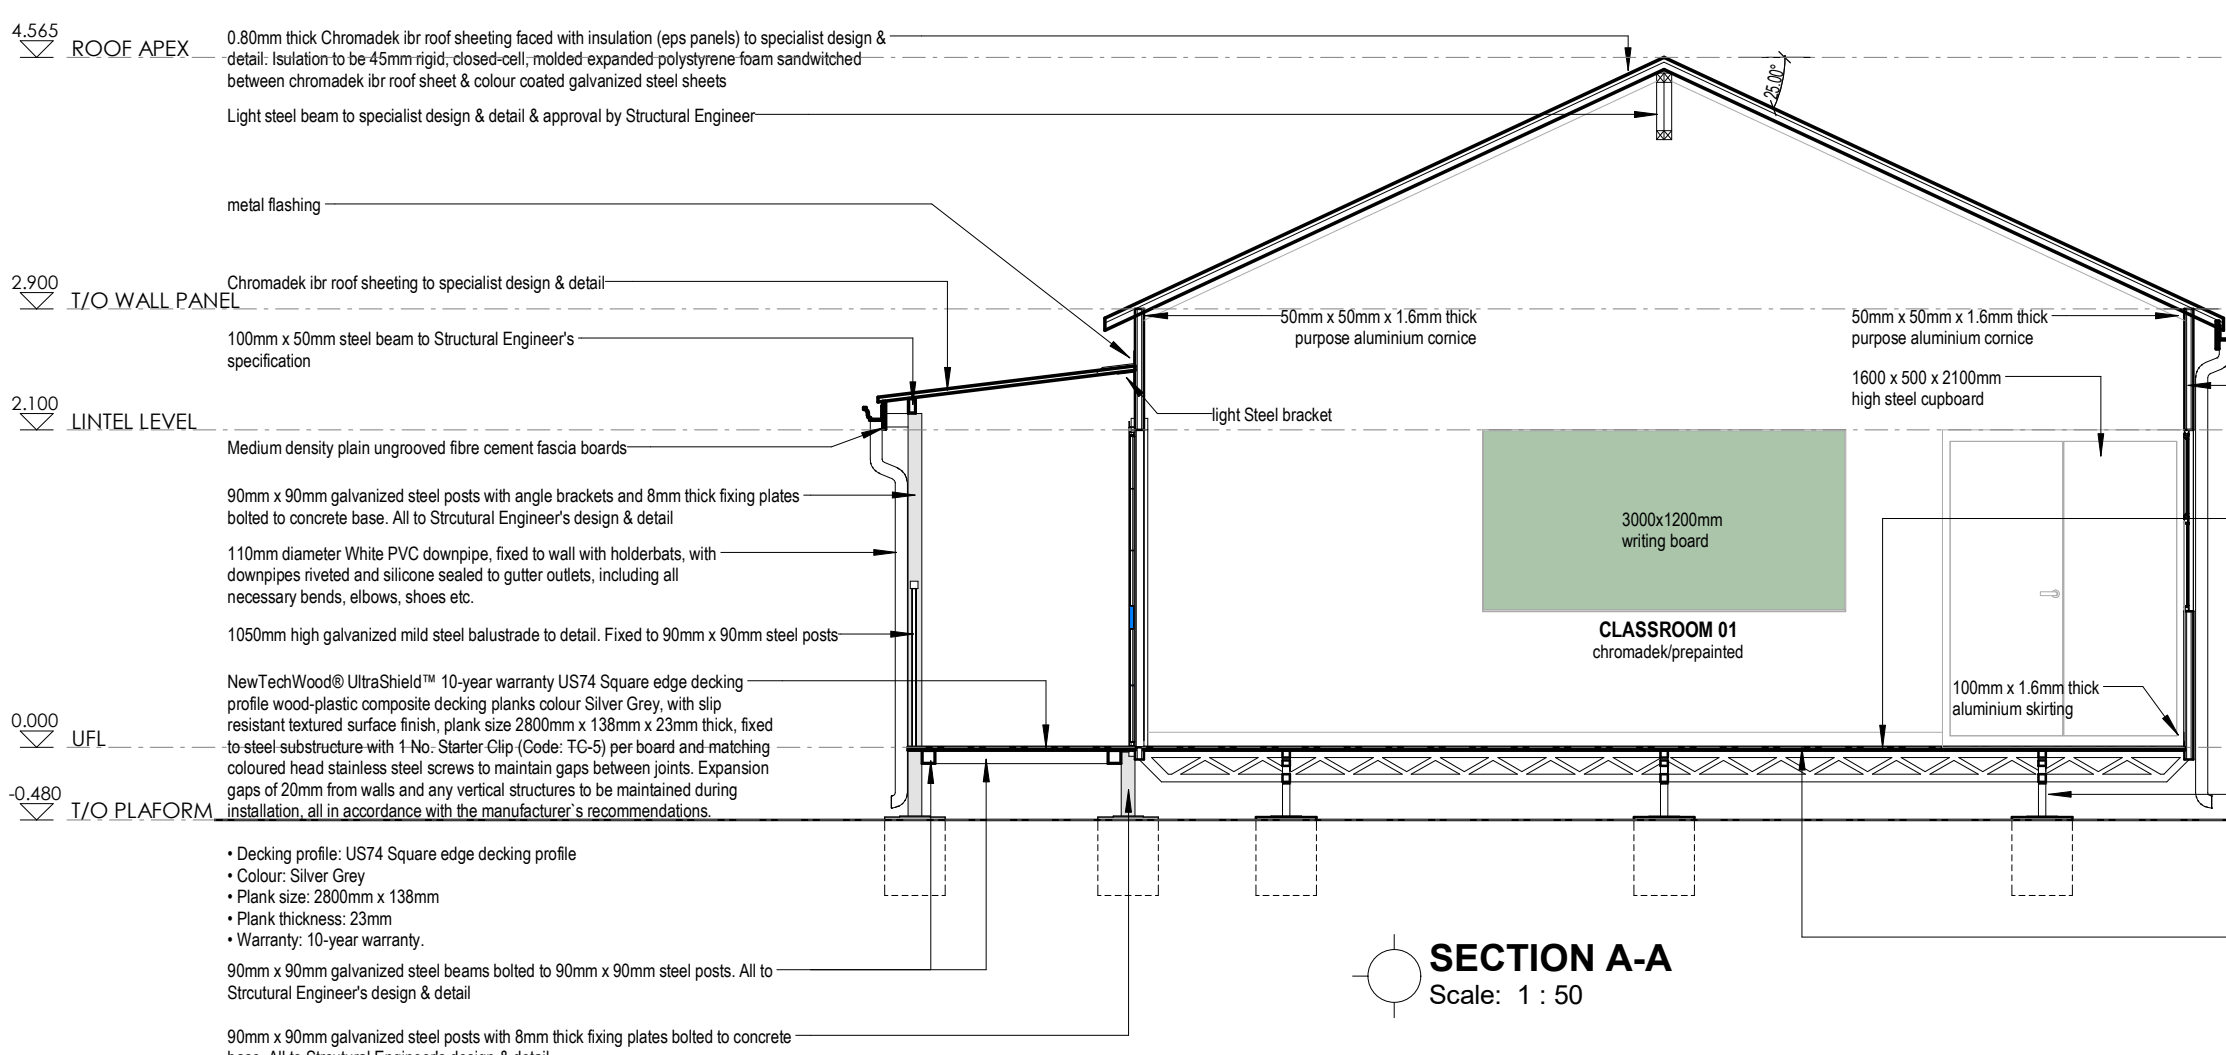 4.565
ROOF APEX
0.80mm thick Chromadek ibr roof sheeting faced with insulation (eps panels) to specialist design &
detail. Isulation to be 45mm rigid, closed-cell, molded expanded polystyrene foam sandwitched
between chromadek ibr roof sheet & colour coated galvanized steel sheets
25.00°
Light steel beam to specialist design & detail & approval by Structural Engineer
metal flashing
2.900
T/O WALL PANEL
Chromadek ibr roof sheeting to specialist design & detail
50mm x 50mm x 1.6mm thick
purpose aluminium cornice
50mm x 50mm x 1.6mm thick
purpose aluminium cornice
100mm x 50mm steel beam to Structural Engineer's
specification
1600 x 500 x 2100mm
high steel cupboard
2.100
LINTEL LEVEL
light Steel bracket
Medium density plain ungrooved fibre cement fascia boards
90mm x 90mm galvanized steel posts with angle brackets and 8mm thick fixing plates
bolted to concrete base. All to Strcutural Engineer's design & detail
3000x1200mm
writing board
110mm diameter White PVC downpipe, fixed to wall with holderbats, with
downpipes riveted and silicone sealed to gutter outlets, including all
necessary bends, elbows, shoes etc.
1050mm high galvanized mild steel balustrade to detail. Fixed to 90mm x 90mm steel posts
CLASSROOM 01
chromadek/prepainted
NewTechWood® UltraShield™ 10-year warranty US74 Square edge decking
profile wood-plastic composite decking planks colour Silver Grey, with slip
resistant textured surface finish, plank size 2800mm x 138mm x 23mm thick, fixed
to steel substructure with 1 No. Starter Clip (Code: TC-5) per board and matching
coloured head stainless steel screws to maintain gaps between joints. Expansion
gaps of 20mm from walls and any vertical structures to be maintained during
installation, all in accordance with the manufacturer`s recommendations.
100mm x 1.6mm thick
aluminium skirting
0.000
UFL
-0.480
T/O PLAFORM
• Decking profile: US74 Square edge decking profile
• Colour: Silver Grey
• Plank size: 2800mm x 138mm
• Plank thickness: 23mm
• Warranty: 10-year warranty.
90mm x 90mm galvanized steel beams bolted to 90mm x 90mm steel posts. All to
Strcutural Engineer's design & detail
SECTION A-A
Scale: 1 : 50
90mm x 90mm galvanized steel posts with 8mm thick fixing plates bolted to concrete